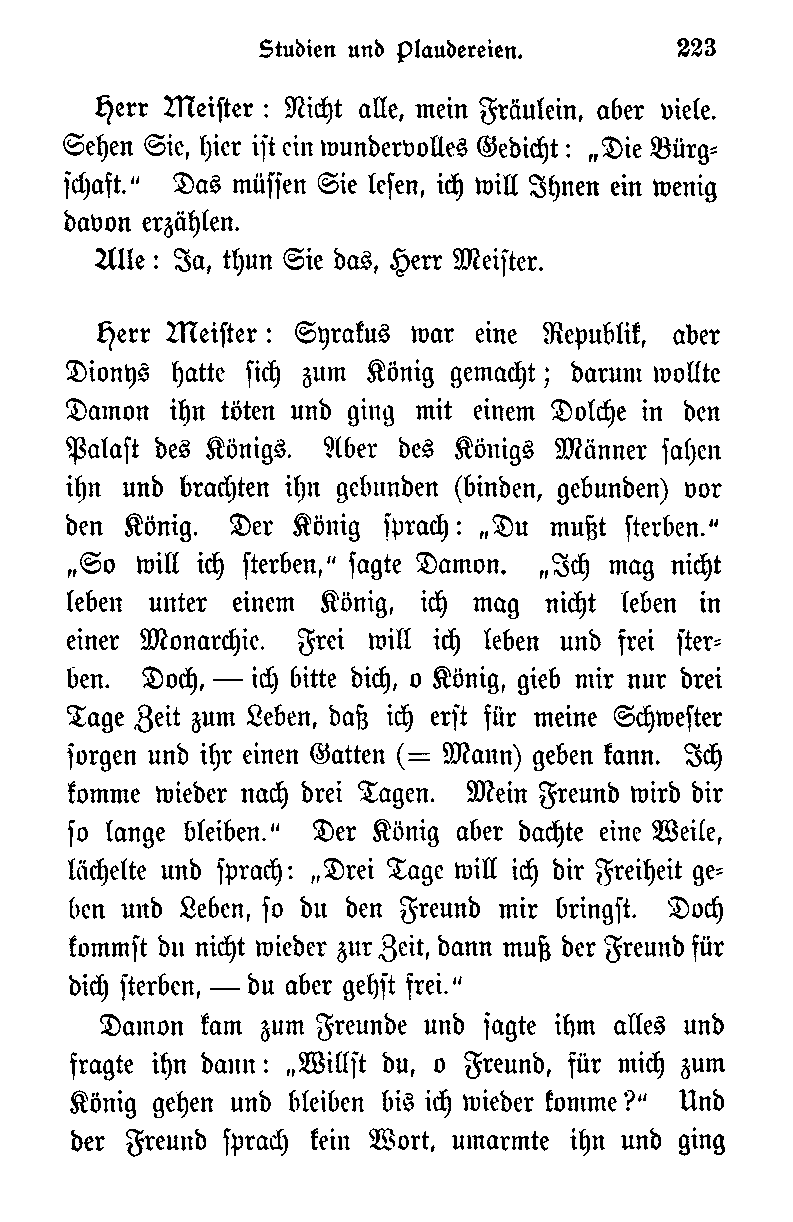 Studien und Plaudereien. 223
Herr Meister: Nicht alle, mein Fräulein, aber viele.
Sehen Sie, hier ist ein wundervolles Gedicht: „Die Bürg-
schaft.“ Das müssen Sie lesen, ich will Ihnen ein wenig
davon erzählen.
Alle: Ja, thun Sie das, Herr Meister.
Herr Meister: Syrakus war eine Republik, aber
Dionys hatte sich zum König gemacht; darum wollte
Damon ihn töten und ging mit einem Dolche in den
Palast des Königs. Aber des Königs Männer sahen
ihn und brachten ihn gebunden (binden, gebunden) vor
den König. Der König sprach: „Du mußt sterben.“
„So will ich sterben,“ sagte Damon. „Ich mag nicht
leben unter einem König, ich mag nicht leben in
einer Monarchie. Frei will ich leben und frei ster-
ben. Doch, — ich bitte dich, o König, gieb mir nur drei
Tage Zeit zum Leben, daß ich erst für meine Schwester
sorgen und ihr einen Gatten (= Mann) geben kann. Ich
komme wieder nach drei Tagen. Mein Freund wird dir
so lange bleiben.“ Der König aber dachte eine Weile,
lächelte und sprach: „Drei Tage will ich dir Freiheit ge-
ben und Leben, so du den Freund mir bringst. Doch
kommst du nicht wieder zur Zeit, dann muß der Freund für
dich sterben, — du aber gehst frei.“
Damon kam zum Freunde und sagte ihm alles und
fragte ihn dann: „Willst du, o Freund, für mich zum
König gehen und bleiben bis ich wieder komme?“ Und
der Freund sprach kein Wort, umarmte ihn und ging